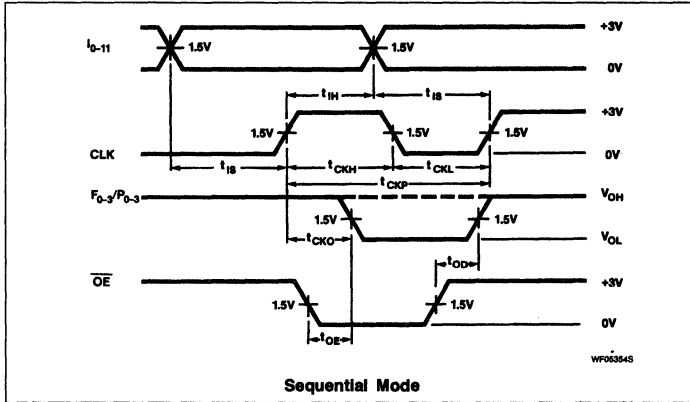 I0–11 1.5V 1.5V +3V
0V
tIH tIS
1.5V 1.5V 1.5V +3V
CLK 0V
tIS tCKH tCKL
tCKP
F0–3/P0–3 VOH
1.5V 1.5V
VOL
tCKO tOD
OE +3V
1.5V 1.5V
0V
tOE
WF05354S
Sequential Mode